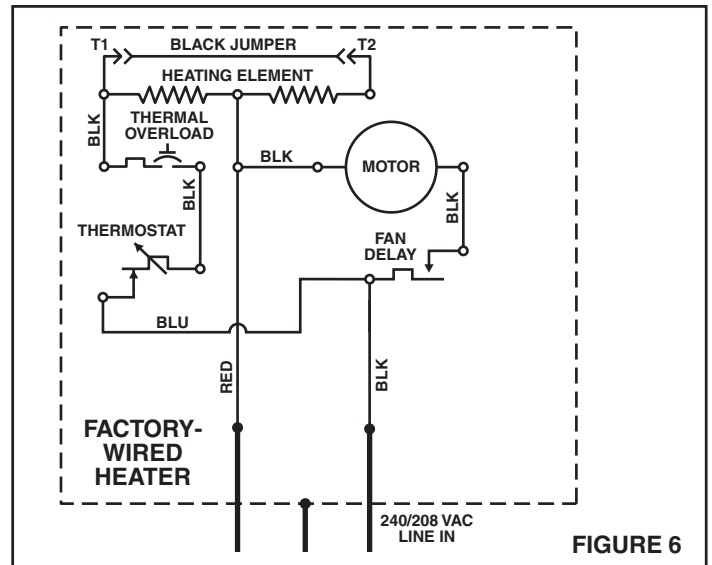 T1 BLACK JUMPER T2
HEATING ELEMENT
BLK
THERMAL
OVERLOAD
BLK
MOTOR
BLK
BLK
THERMOSTAT
FAN
DELAY
BLU
RED
BLK
FACTORY-
WIRED
HEATER
240/208 VAC
LINE IN
FIGURE 6